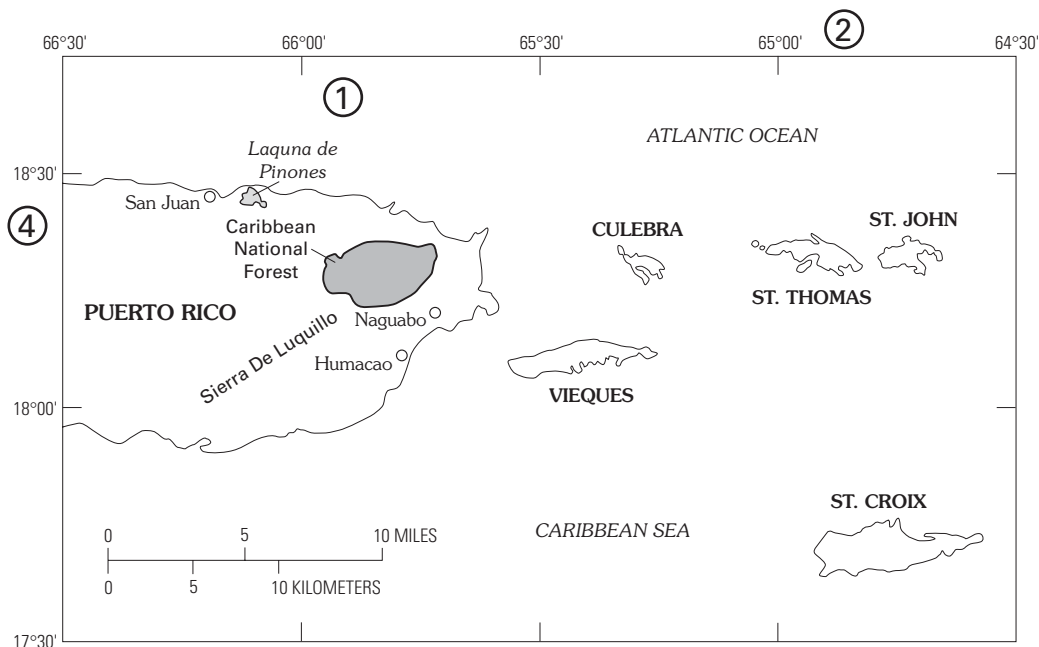 66°30' 66°00' 65°30' 65°00' 64°30'
②
①
ATLANTIC OCEAN
Laguna de
Pinones
18°30'
San Juan
④
Caribbean
National
Forest
CULEBRA
ST. JOHN
ST. THOMAS
PUERTO RICO
Naguabo
Sierra De Luquillo
Humacao
VIEQUES
18°00'
ST. CROIX
CARIBBEAN SEA
0 5 10 MILES
0 5 10 KILOMETERS
17°30'